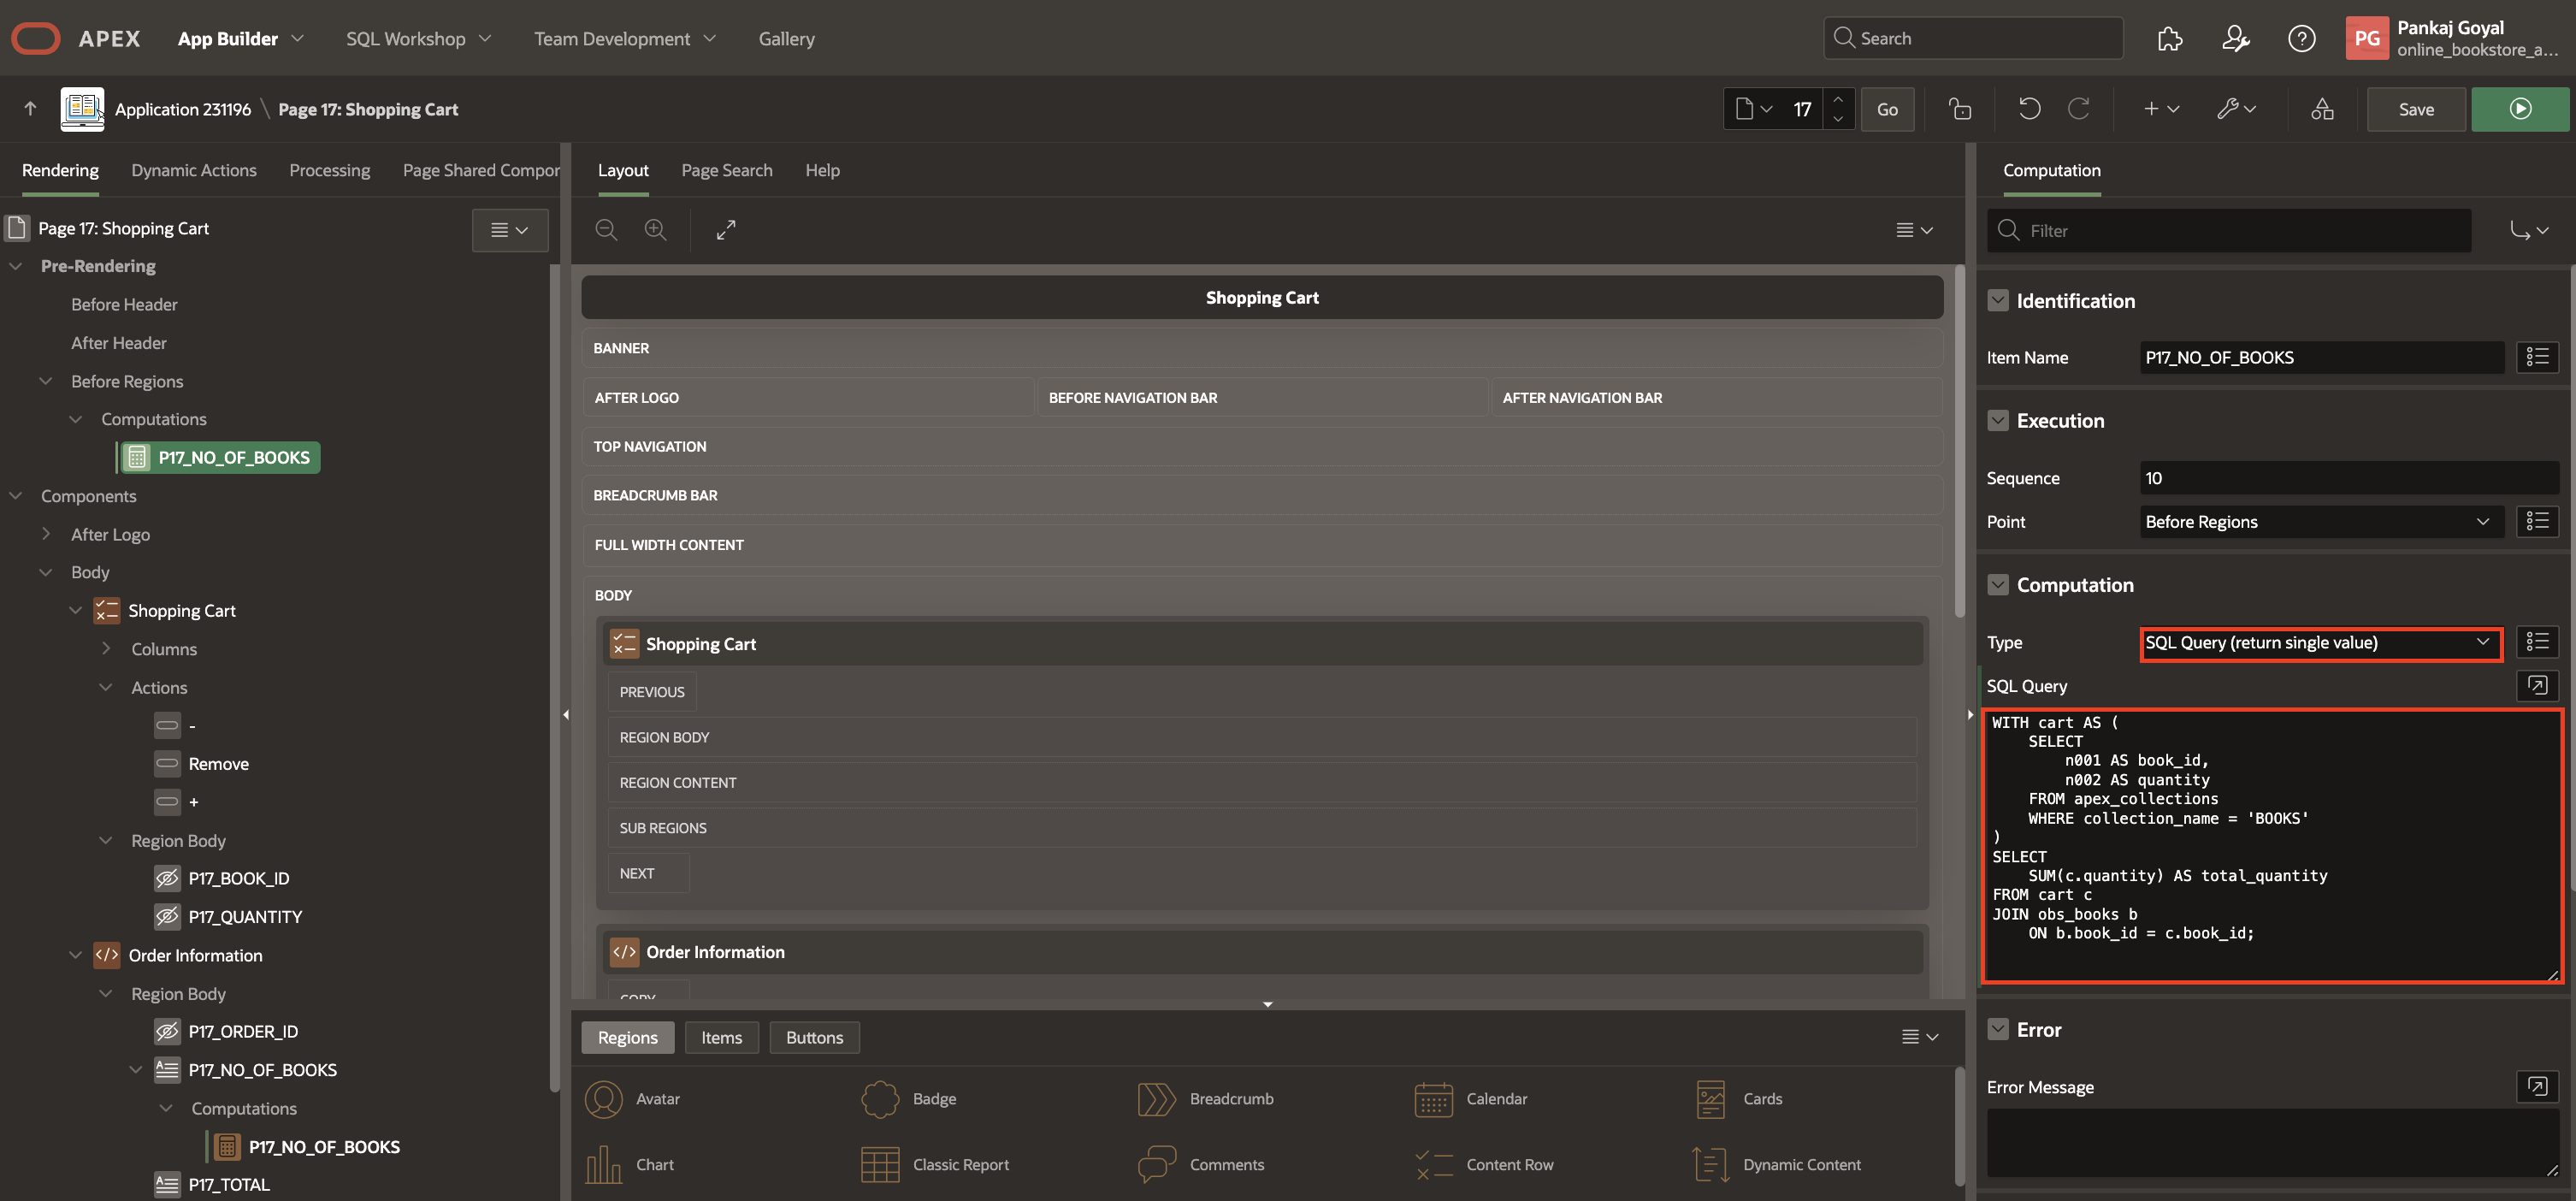 APEX App Builder SQL Workshop Team Development Gallery Search PG Pankaj Goyal
online_bookstore_a...
Application 231196 \ Page 17: Shopping Cart 17 Go Save
Rendering Dynamic Actions Processing Page Shared Compor
Page 17: Shopping Cart
Pre-Rendering
Before Header
After Header
Before Regions
Computations
P17_NO_OF_BOOKS
Components
After Logo
Body
Shopping Cart
Columns
Actions
-
Remove
+
Region Body
P17_BOOK_ID
P17_QUANTITY
Order Information
Region Body
P17_ORDER_ID
P17_NO_OF_BOOKS
Computations
P17_NO_OF_BOOKS
P17_TOTAL
Layout Page Search Help
Shopping Cart
BANNER
AFTER LOGO BEFORE NAVIGATION BAR AFTER NAVIGATION BAR
TOP NAVIGATION
BREADCRUMB BAR
FULL WIDTH CONTENT
BODY
Shopping Cart
PREVIOUS
REGION BODY
REGION CONTENT
SUB REGIONS
NEXT
Order Information
COPY
Regions Items Buttons
Avatar Badge Breadcrumb Calendar Cards
Chart Classic Report Comments Content Row Dynamic Content
Computation
Filter
Identification
Item Name P17_NO_OF_BOOKS
Execution
Sequence 10
Point Before Regions
Computation
Type SQL Query (return single value)
SQL Query
WITH cart AS (
SELECT
n001 AS book_id,
n002 AS quantity
FROM apex_collections
WHERE collection_name = 'BOOKS'
)
SELECT
SUM(c.quantity) AS total_quantity
FROM cart c
JOIN obs_books b
ON b.book_id = c.book_id;
Error
Error Message